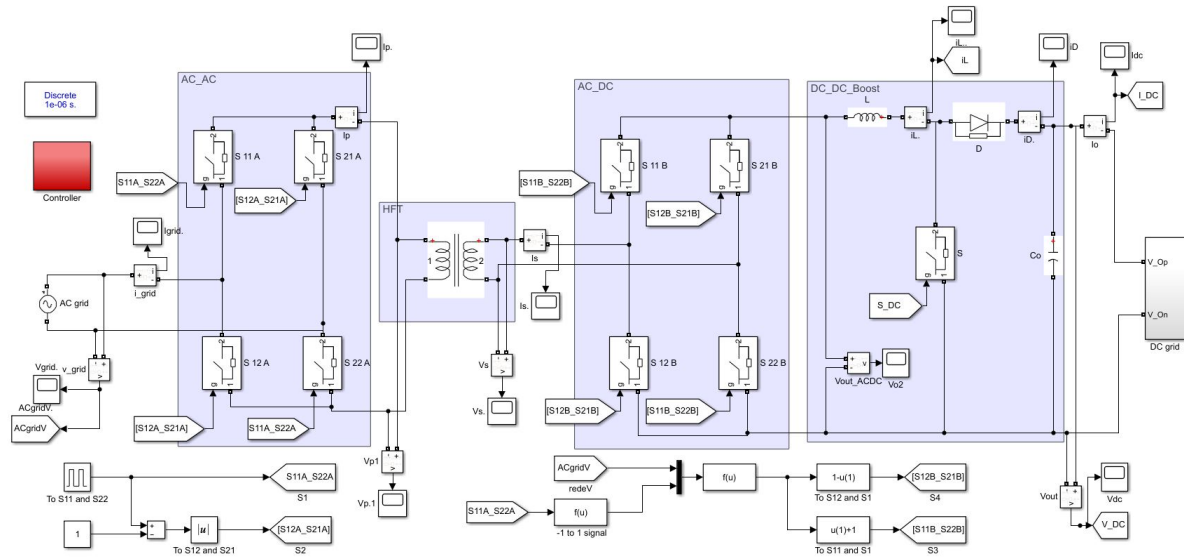 Discrete
1e-06 s.
Controller
AC_AC
Ip.
+
-
i
Ip
S 11 A
S 21 A
S11A_S22A
[S12A_S21A]
Igrid.
i_grid
AC grid
Vgrid.
v_grid
ACgridV.
ACgridV
S 12 A
S 22 A
[S12A_S21A]
S11A_S22A
Vp1
Vp.1
HFT
1
2
Is
Is.
Vs
Vs.
AC_DC
S 11 B
S 21 B
[S11B_S22B]
[S12B_S21B]
S 12 B
S 22 B
[S12B_S21B]
[S11B_S22B]
DC_DC_Boost
L
iL..
iL
iL.
D
iD
iD.
Idc
I_DC
Io
S
S_DC
Co
Vout_ACDC
Vo2
V_Op
V_On
DC grid
Vout
Vdc
V_DC
To S11 and S22
S11A_S22A
S1
1
|u|
To S12 and S21
[S12A_S21A]
S2
ACgridV
redeV
S11A_S22A
f(u)
-1 to 1 signal
f(u)
1-u(1)
To S12 and S1
[S12B_S21B]
S4
u(1)+1
To S11 and S1
[S11B_S22B]
S3